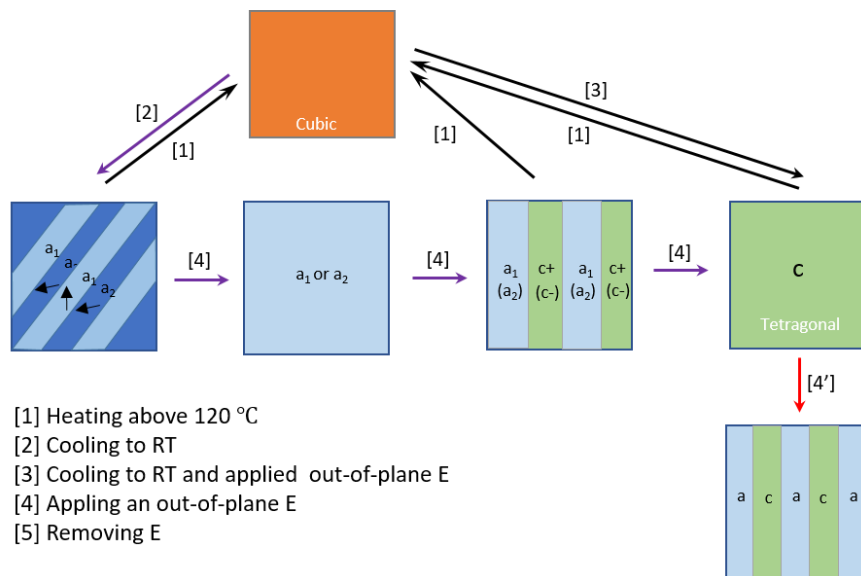 Cubic
[2]
[1]
[1]
[3]
[1]
a1
a-
a1
a2
[4]
a1 or a2
[4]
a1
(a2)
c+
(c-)
a1
(a2)
c+
(c-)
[4]
c
Tetragonal
[4’]
[1] Heating above 120 ℃
[2] Cooling to RT
[3] Cooling to RT and applied out-of-plane E
[4] Appling an out-of-plane E
[5] Removing E
a
c
a
c
a